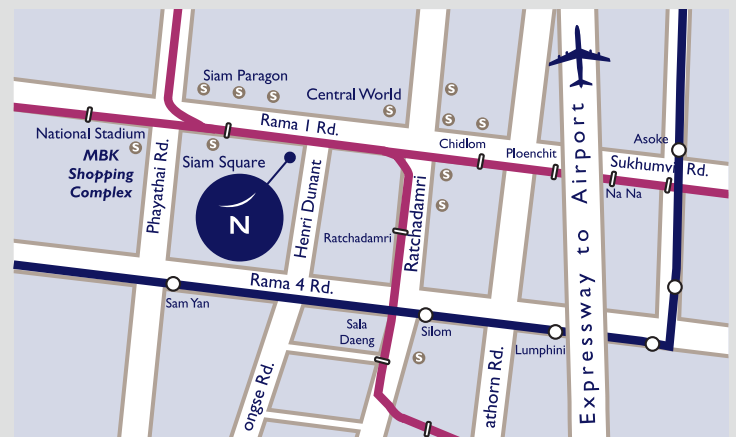 Siam Paragon
Central World
Rama 1 Rd.
National Stadium
MBK
Shopping
Complex
Phayathai Rd.
Siam Square
N
Henri Dunant
Chidlom
Ploenchit
Asoke
Sukhumvi Rd.
Na Na
Ratchadamri
Ratchadamri
Expressway to Airport
Rama 4 Rd.
Sam Yan
Sala
Daeng
Silom
Lumphini
ongse Rd.
athorn Rd.
S
S
S
S
S
S
S
S
S
S
S
S